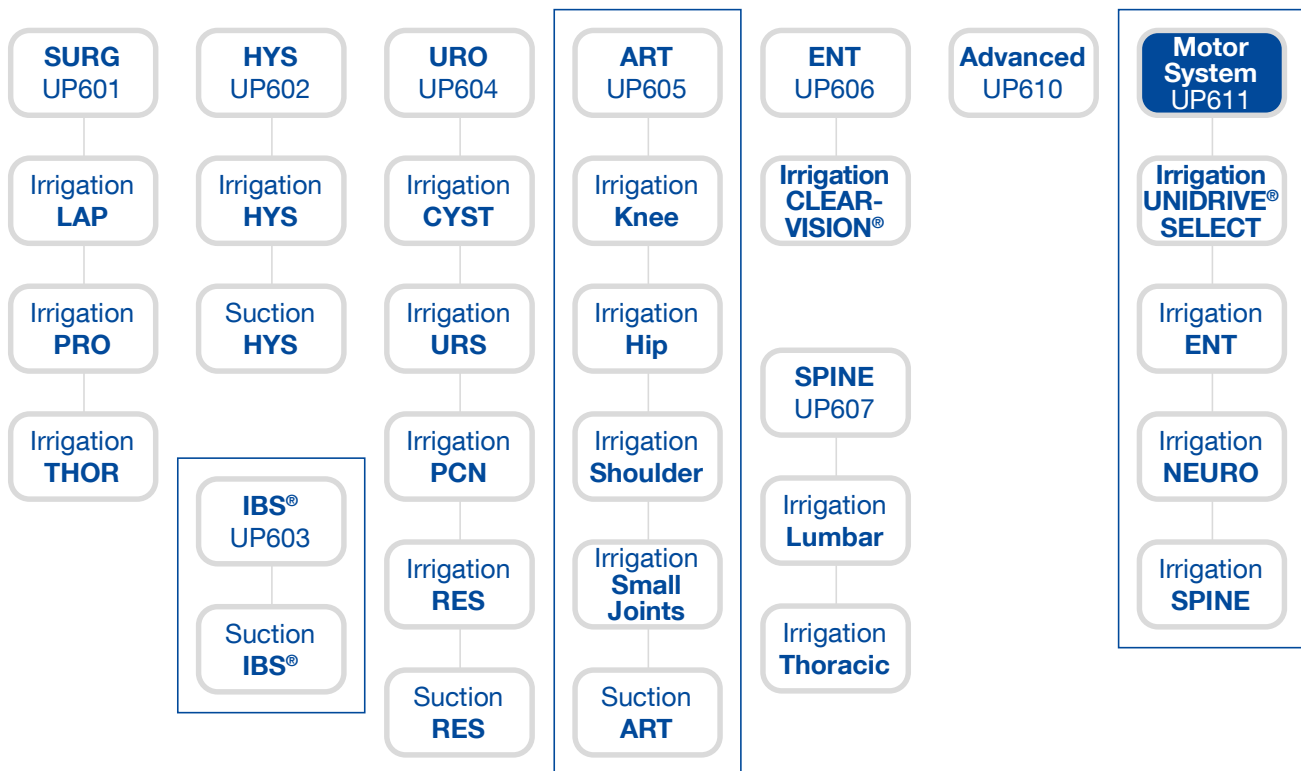 SURG
UP601
Irrigation
LAP
Irrigation
PRO
Irrigation
THOR
HYS
UP602
Irrigation
HYS
Suction
HYS
IBS®
UP603
Suction
IBS®
URO
UP604
Irrigation
CYST
Irrigation
URS
Irrigation
PCN
Irrigation
RES
Suction
RES
ART
UP605
Irrigation
Knee
Irrigation
Hip
Irrigation
Shoulder
Irrigation
Small
Joints
Suction
ART
ENT
UP606
Irrigation
CLEAR-
VISION®
SPINE
UP607
Irrigation
Lumbar
Irrigation
Thoracic
Advanced
UP610
Motor
System
UP611
Irrigation
UNIDRIVE®
SELECT
Irrigation
ENT
Irrigation
NEURO
Irrigation
SPINE